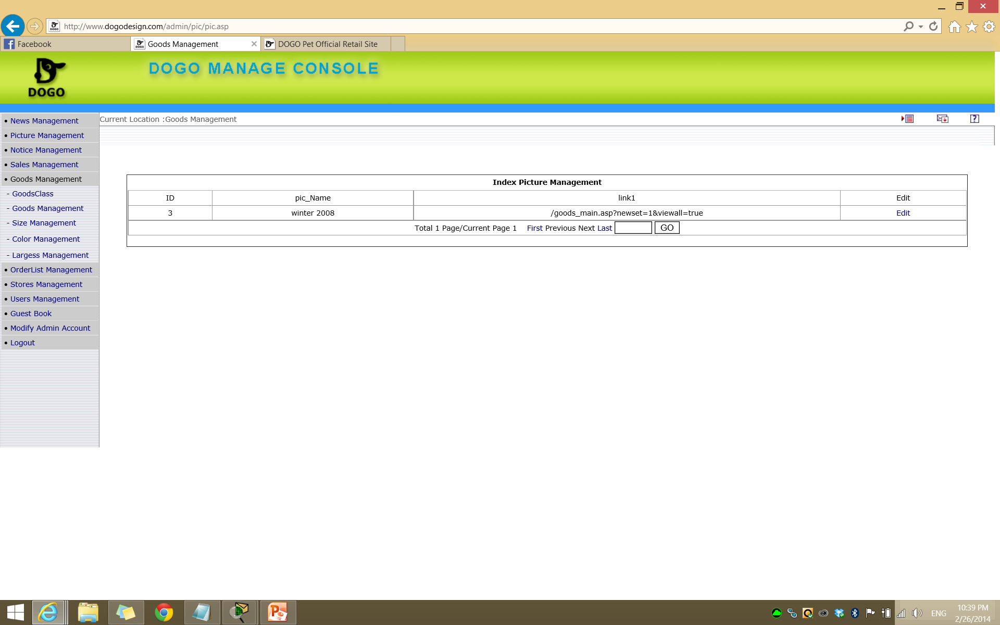 http://www.dogodesign.com/admin/pic/pic.asp
Facebook
Goods Management
DOGO Pet Official Retail Site
DOGO
DOGO MANAGE CONSOLE
Current Location :Goods Management
• News Management
• Picture Management
• Notice Management
• Sales Management
• Goods Management
- GoodsClass
- Goods Management
- Size Management
- Color Management
- Largess Management
• OrderList Management
• Stores Management
• Users Management
• Guest Book
• Modify Admin Account
• Logout
Index Picture Management
ID pic_Name link1 Edit
3 winter 2008 /goods_main.asp?newset=1&viewall=true Edit
Total 1 Page/Current Page 1 First Previous Next Last GO
ENG
10:39 PM
2/26/2014